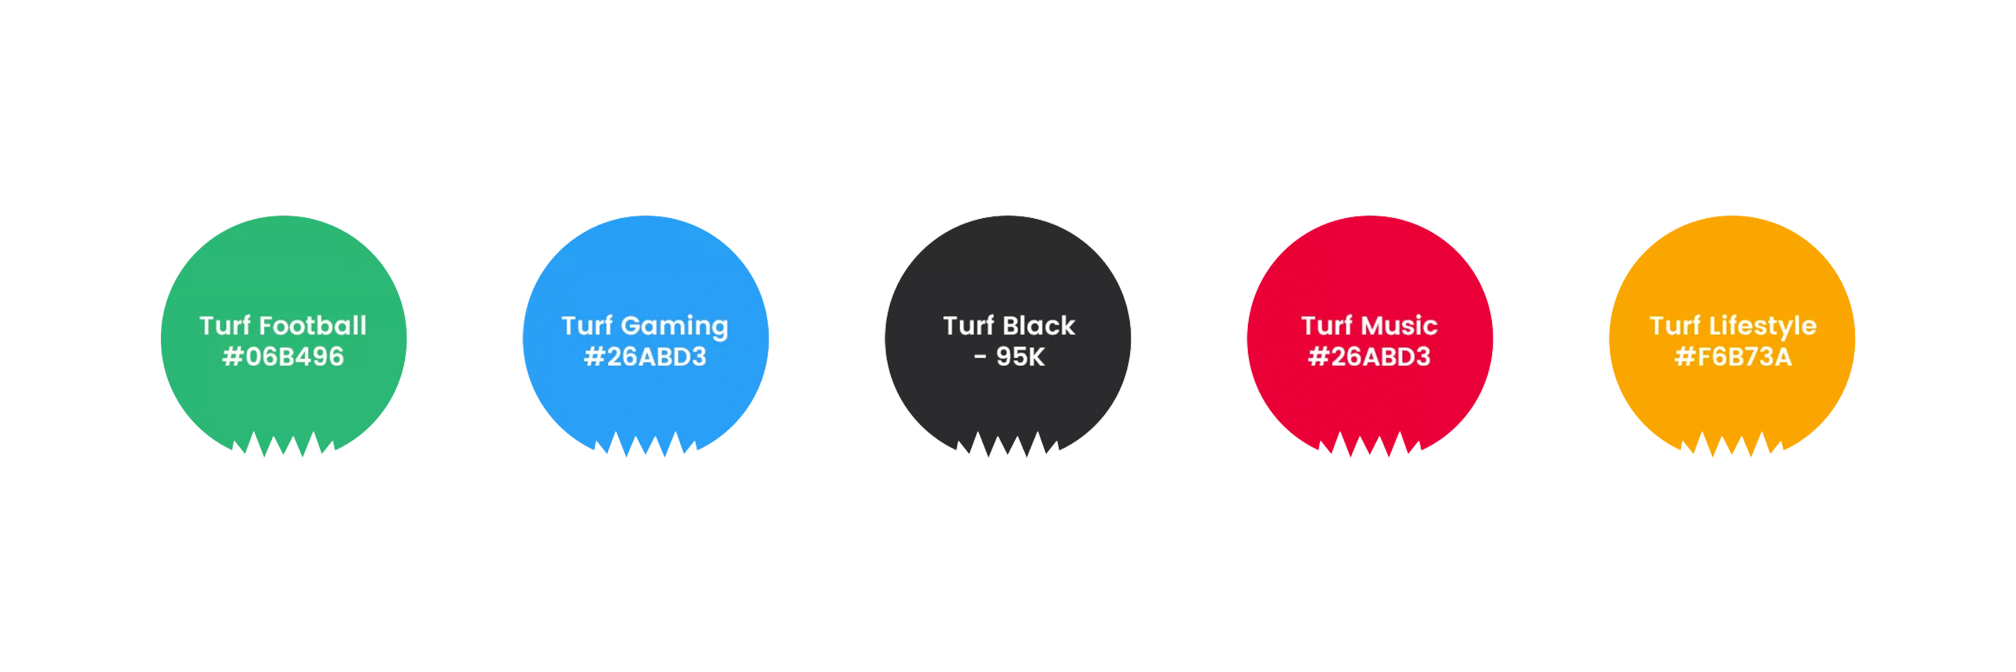 Turf Football
#06B496
Turf Gaming
#26ABD3
Turf Black
- 95K
Turf Music
#26ABD3
Turf Lifestyle
#F6B73A